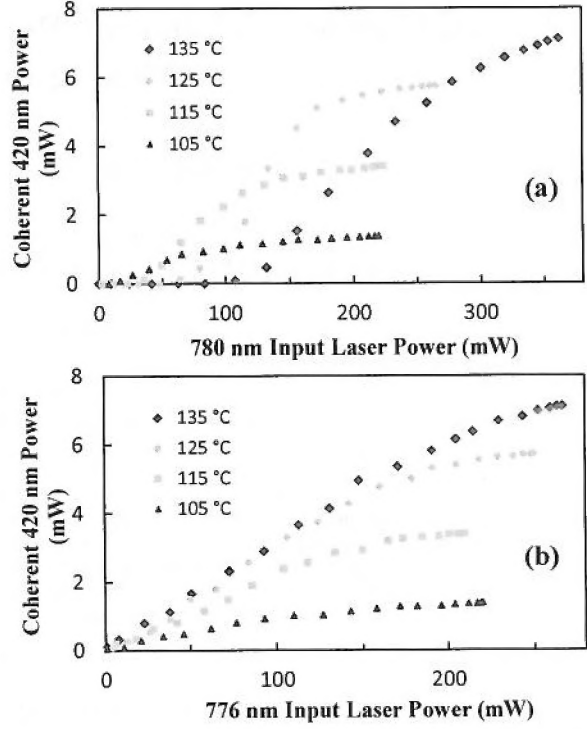 8
6
4
2
0
Coherent 420 nm Power
(mW)
135 °C
125 °C
115 °C
105 °C
(a)
0
100
200
300
780 nm Input Laser Power (mW)
8
6
4
2
0
Coherent 420 nm Power
(mW)
135 °C
125 °C
115 °C
105 °C
(b)
0
100
200
776 nm Input Laser Power (mW)